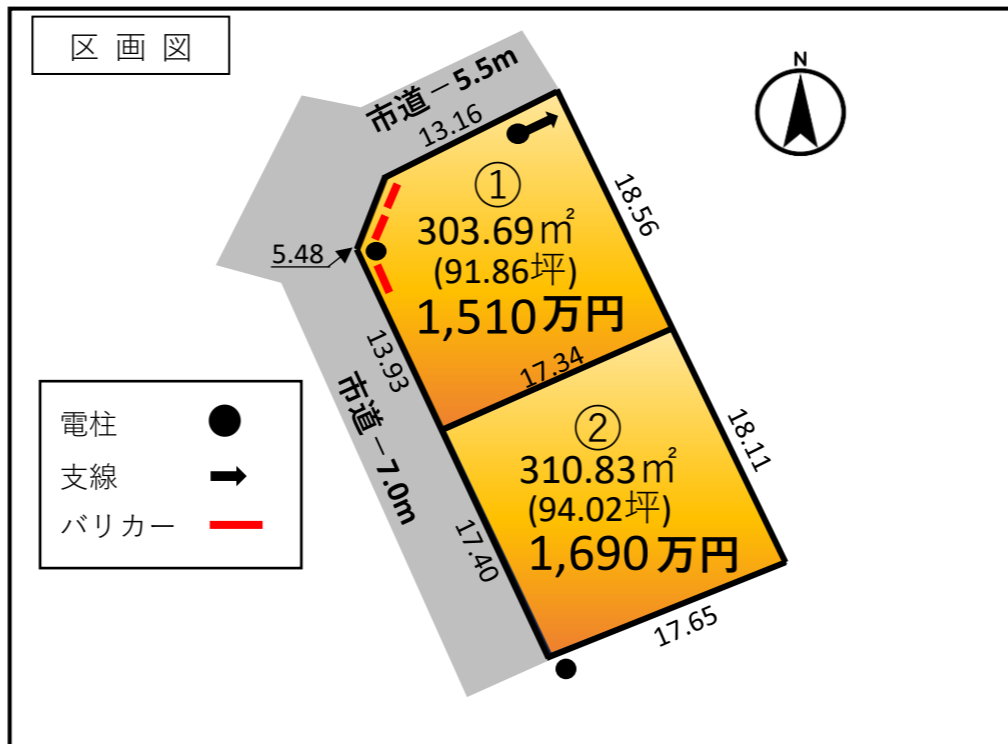 区画図
N
市道－5.5m
13.16
①
303.69㎡
(91.86坪)
1,510万円
18.56
5.48
13.93
17.34
市道－7.0m
②
310.83㎡
(94.02坪)
1,690万円
18.11
17.40
17.65
電柱
支線
バリカー